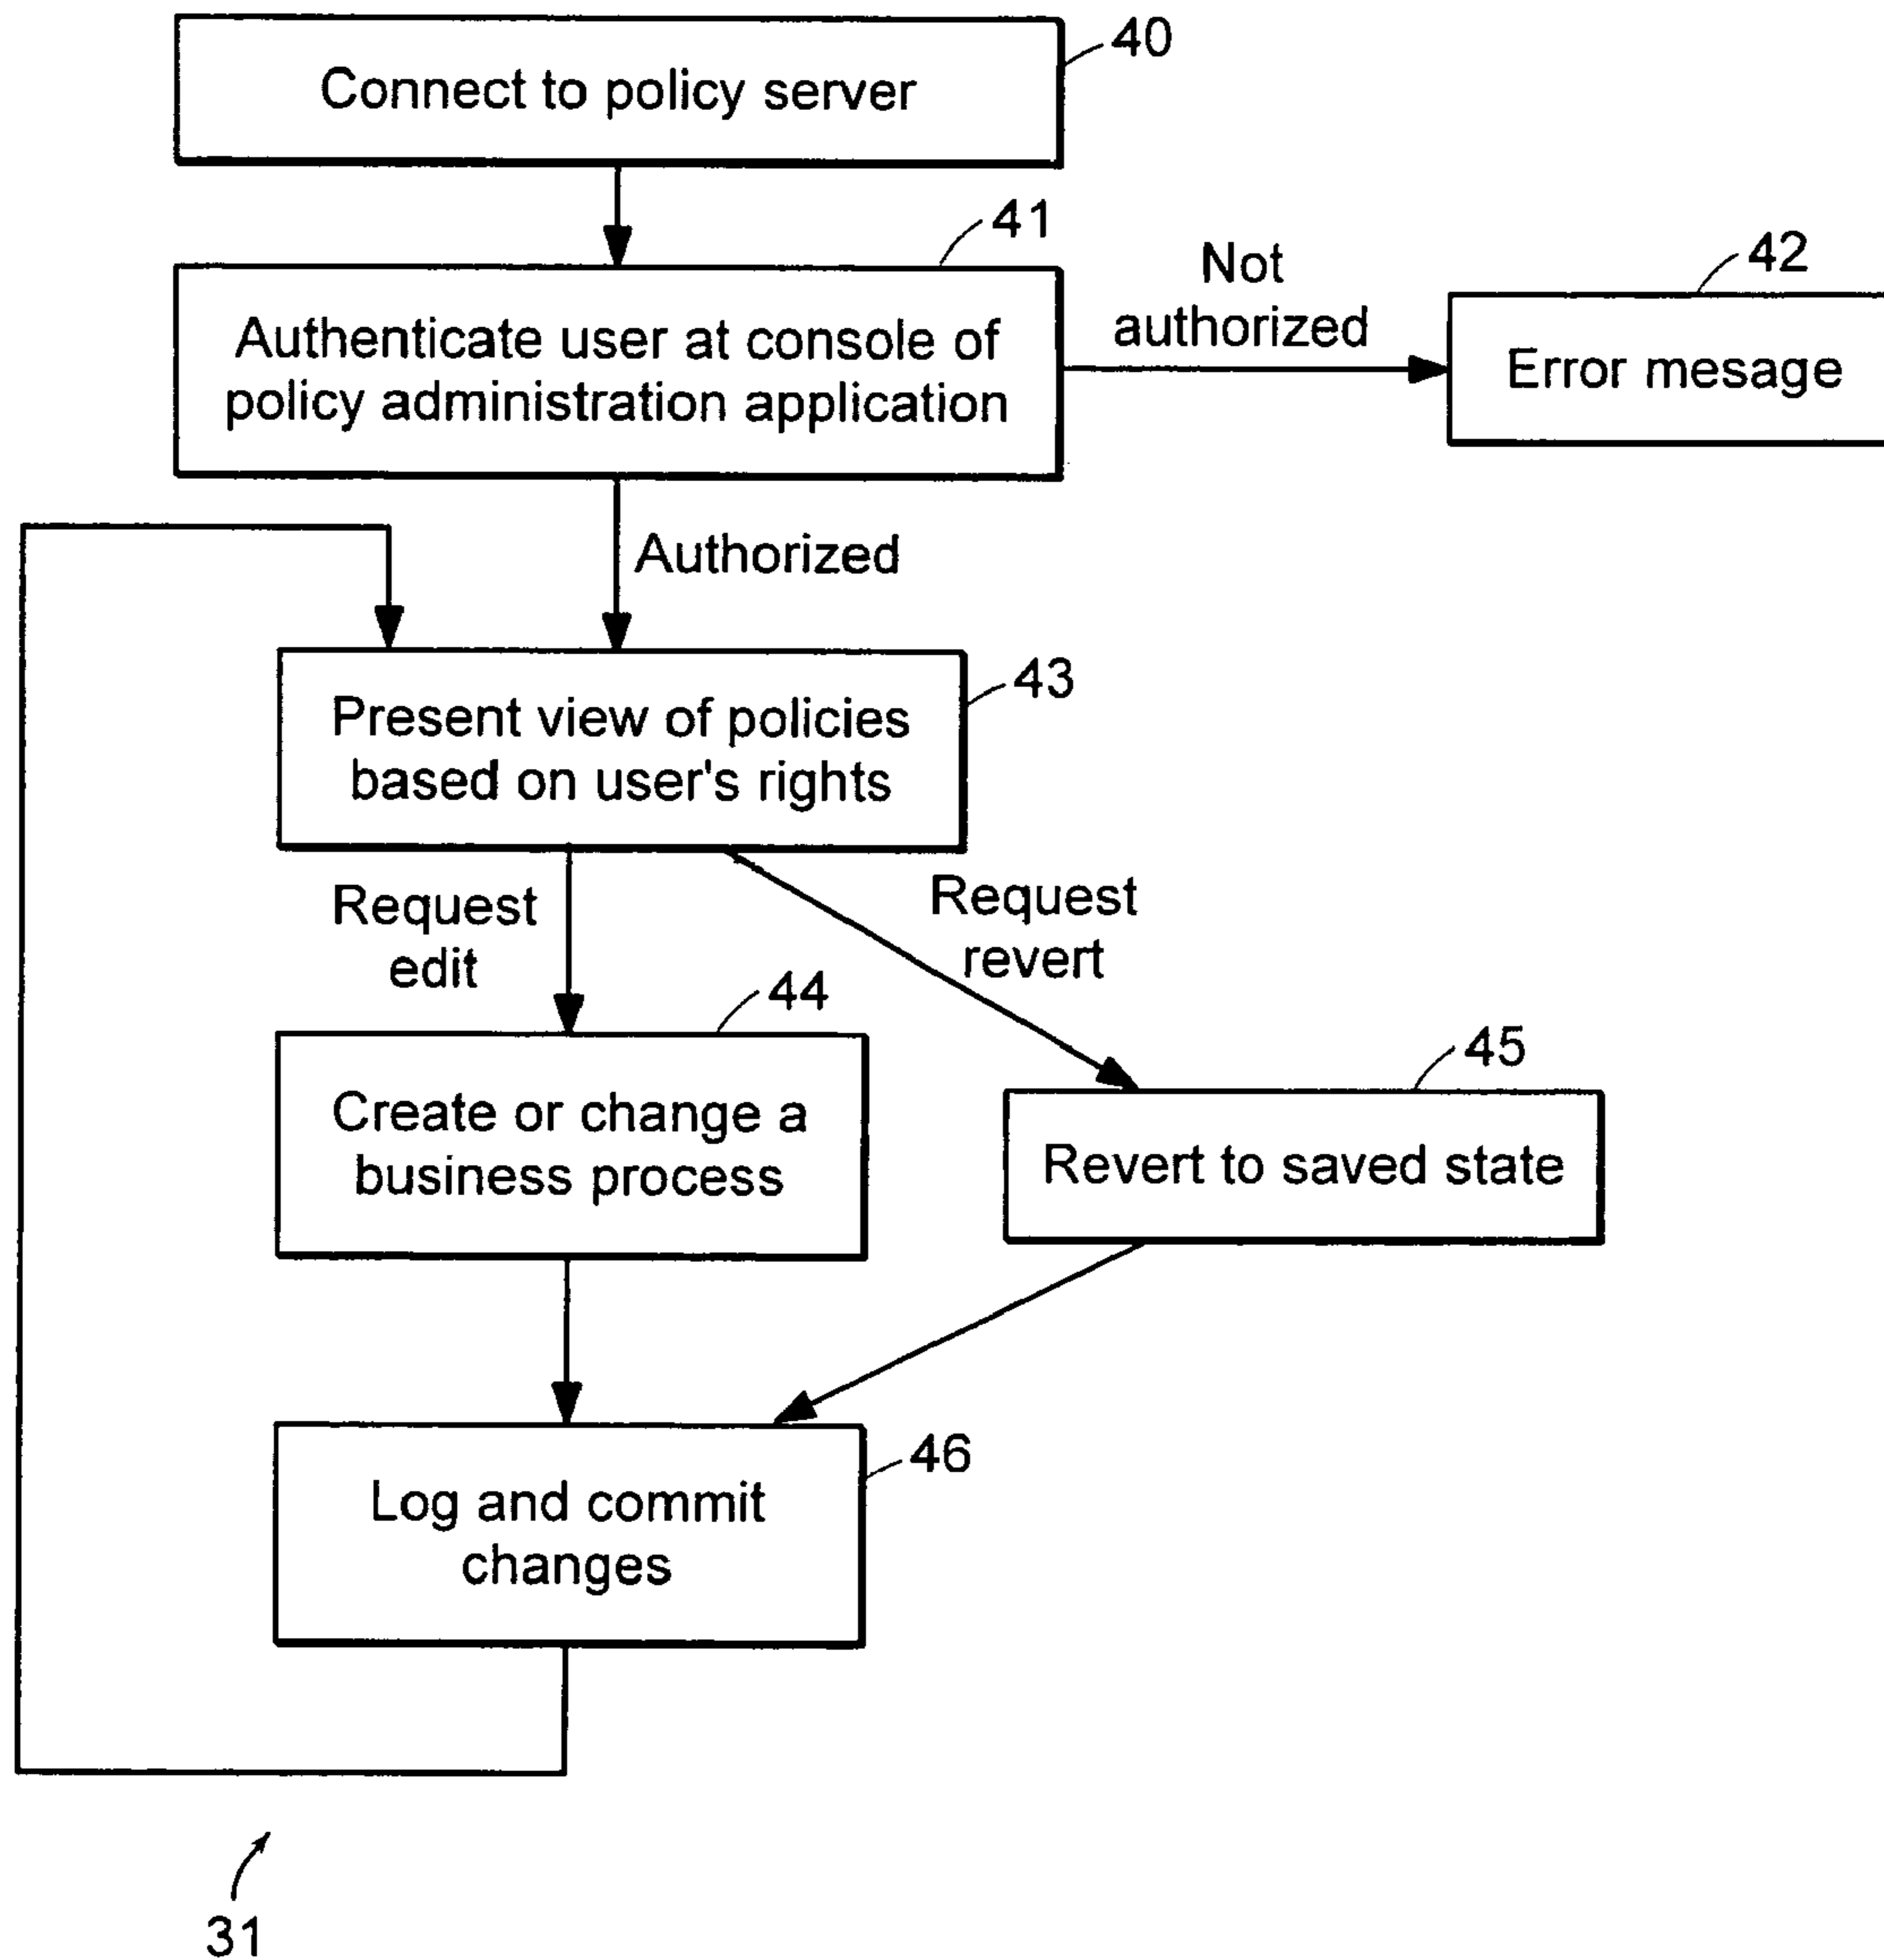 40
Connect to policy server
41
Authenticate user at console of
policy administration application
Not
authorized
42
Error mesage
Authorized
43
Present view of policies
based on user's rights
Request
edit
Request
revert
44
Create or change a
business process
45
Revert to saved state
46
Log and commit
changes
31